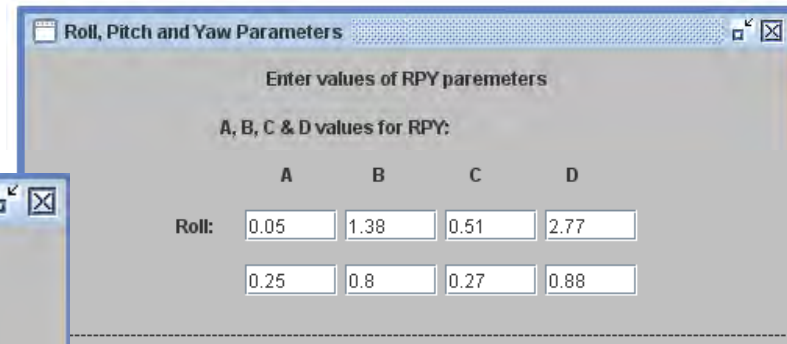 Roll, Pitch and Yaw Parameters
Enter values of RPY paremeters
A, B, C & D values for RPY:
A B C D
Roll: 0.05 1.38 0.51 2.77
0.25 0.8 0.27 0.88